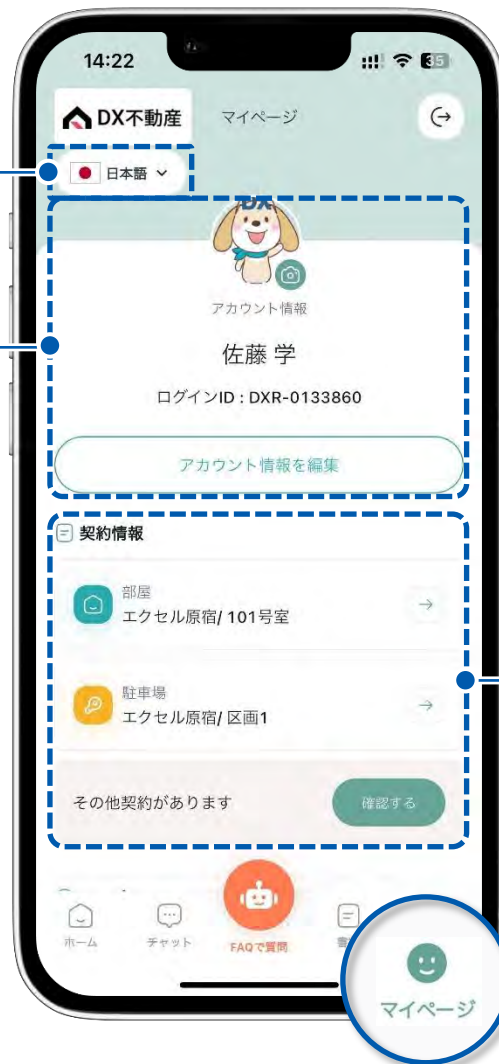 14:22
35
DX不動産
マイページ
日本語
DX
アカウント情報
佐藤 学
ログインID : DXR-0133860
アカウント情報を編集
契約情報
部屋
エクセル原宿/ 101号室
駐車場
エクセル原宿/ 区画1
その他契約があります
確認する
ホーム
チャット
FAQで質問
マイページ